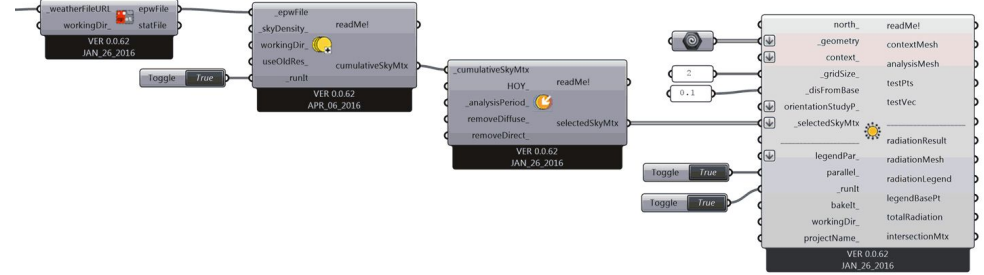 _weatherFileURL epwFile
workingDir_ statFile
VER 0.0.62
JAN_26_2016
Toggle True
_epwFile
_skyDensity_
workingDir_
useOldRes_
_runIt
readMe!
cumulativeSkyMtx
VER 0.0.62
APR_06_2016
_cumulativeSkyMtx
HOY_
_analysisPeriod_
removeDiffuse_
removeDirect_
readMe!
selectedSkyMtx
VER 0.0.62
JAN_26_2016
2
0.1
Toggle True
Toggle True
north_
_geometry
context_
_gridSize_
_disFromBase
orientationStudyP_
_selectedSkyMtx
legendPar_
parallel_
_runIt
bakeIt_
workingDir_
projectName_
readMe!
contextMesh
analysisMesh
testPts
testVec
radiationResult
radiationMesh
radiationLegend
legendBasePt
totalRadiation
intersectionMtx
VER 0.0.62
JAN_26_2016